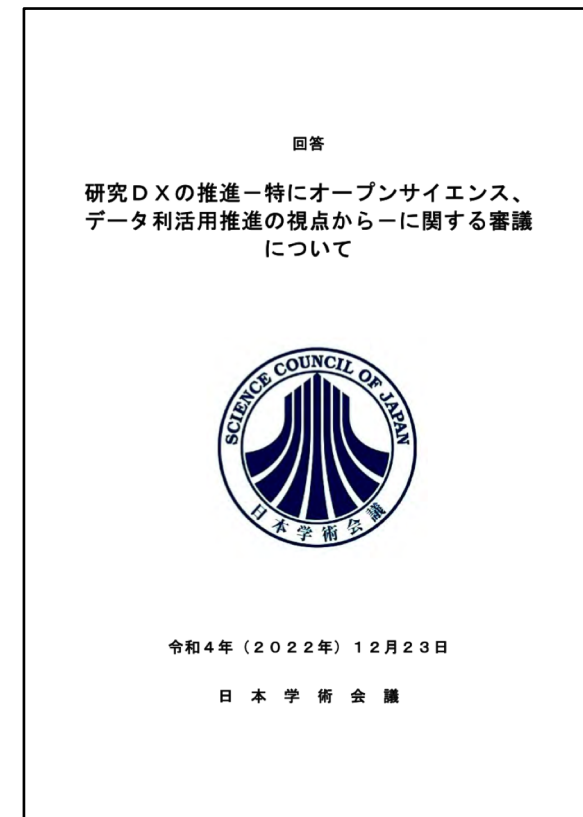 回答
研究ＤＸの推進－特にオープンサイエンス、
データ利活用推進の視点から－に関する審議
について
SCIENCE COUNCIL OF JAPAN
日本学術会議
令和４年（２０２２年）１２月２３日
日　本　学　術　会　議